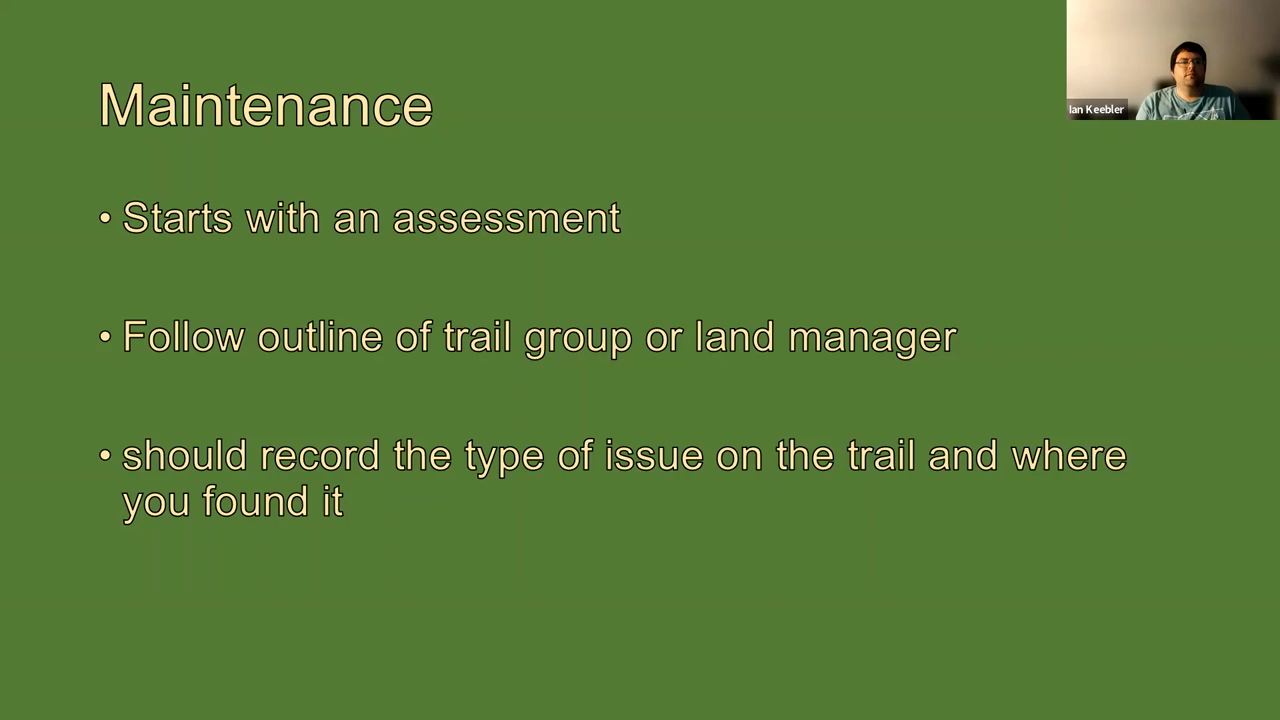 Maintenance
• Starts with an assessment
• Follow outline of trail group or land manager
• should record the type of issue on the trail and where
you found it
Ian Keebler